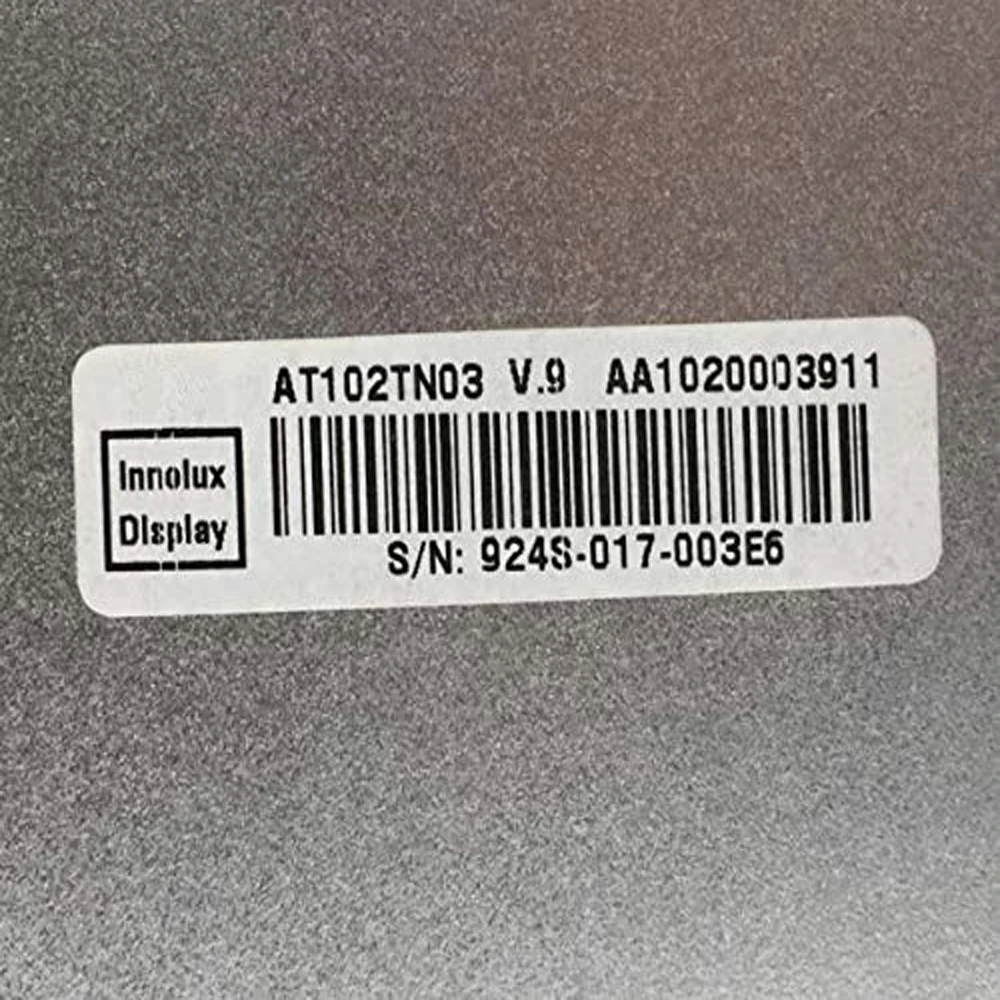 AT102TN03 V.9 AA1020003911
Innolux
Display
S/N: 924S-017-003E6